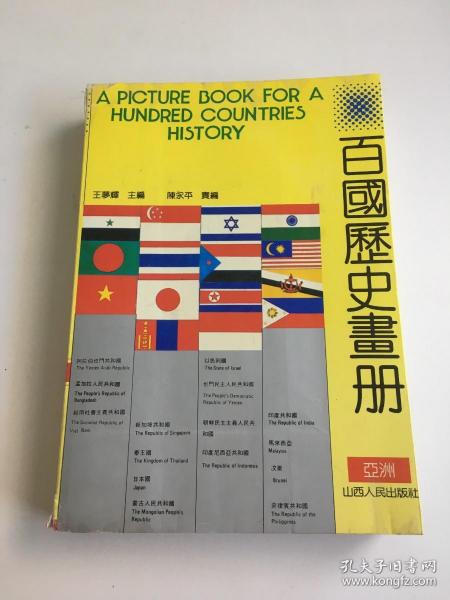 A PICTURE BOOK FOR A
HUNDRED COUNTRIES
HISTORY
王夢輝 主編 陳永平 責編
百國歷史畫册
亞洲
山西人民出版社
阿拉伯也門共和國
The Yemen Arab Republic
孟加拉人民共和國
The People's Republic of
Bangladesh
越南社會主義共和國
The Socialist Republic of
Viet Nam
新加坡共和國
The Republic of Singapore
泰王國
The Kingdom of Thailand
日本國
Japan
蒙古人民共和國
The Mongolian People's
Republic
以色列國
The State of Israel
也門民主人民共和國
The People's Democratic
Republic of Yemen
朝鮮民主主義人民共
和國
印度尼西亞共和國
The Republic of Indonesia
印度共和國
The Republic of India
馬來西亞
Malaysia
汶萊
Brunei
菲律賓共和國
The Republic of the
Philippines
孔夫子旧书网
www.kongfz.com